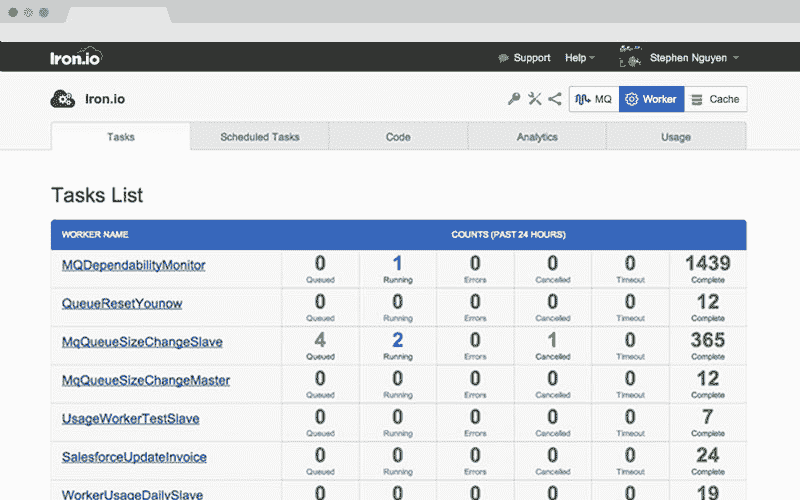 Iron.io
Support Help Stephen Nguyen
Iron.io MQ Worker Cache
Tasks Scheduled Tasks Code Analytics Usage
Tasks List
WORKER NAME COUNTS (PAST 24 HOURS)
MQDependabilityMonitor 0 1 0 0 0 1439
Queued Running Errors Cancelled Timeout Complete
QueueResetYounow 0 0 0 0 0 12
Queued Running Errors Cancelled Timeout Complete
MqQueueSizeChangeSlave 4 2 0 1 0 365
Queued Running Errors Cancelled Timeout Complete
MqQueueSizeChangeMaster 0 0 0 0 0 12
Queued Running Errors Cancelled Timeout Complete
UsageWorkerTestSlave 0 0 0 0 0 7
Queued Running Errors Cancelled Timeout Complete
SalesforceUpdateInvoice 0 0 0 0 0 24
Queued Running Errors Cancelled Timeout Complete
WorkerUsageDailySlave 0 0 0 0 0 19